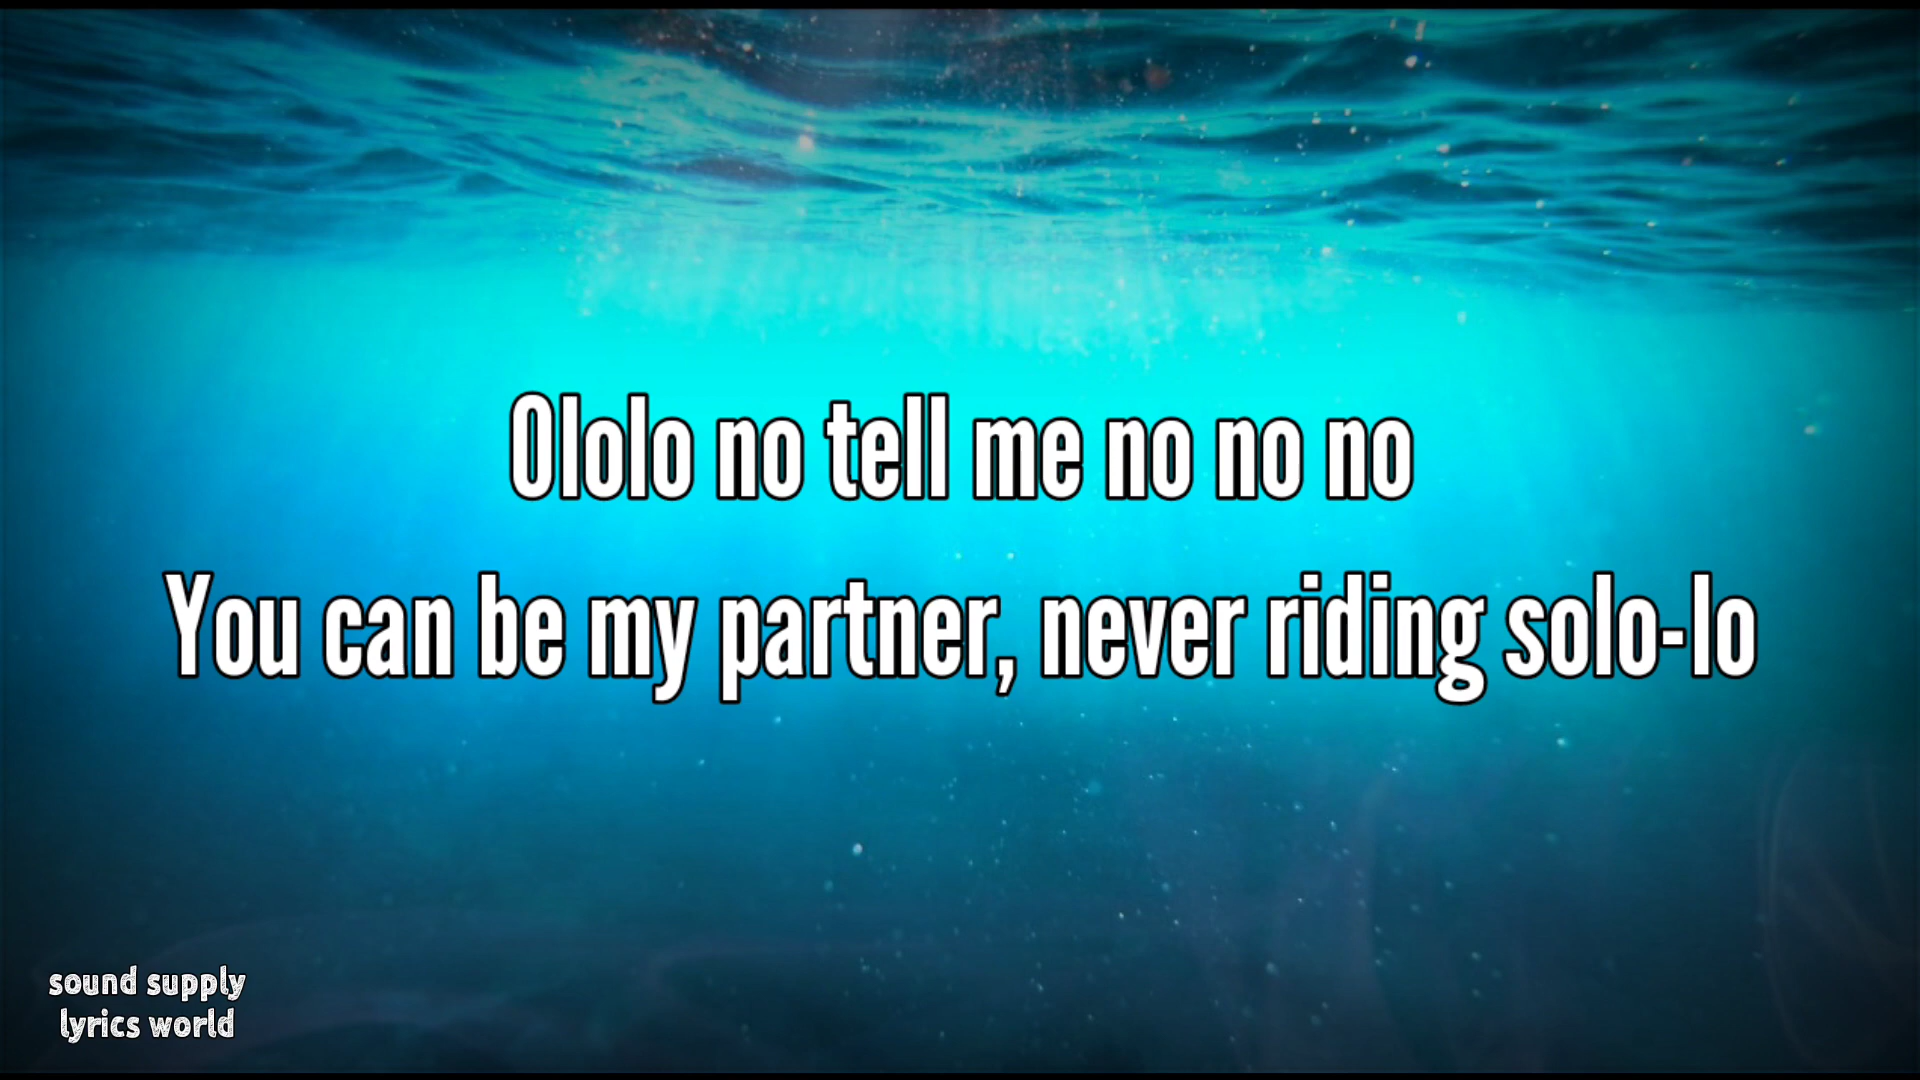 Ololo no tell me no no no
You can be my partner, never riding solo-lo
sound supply
lyrics world